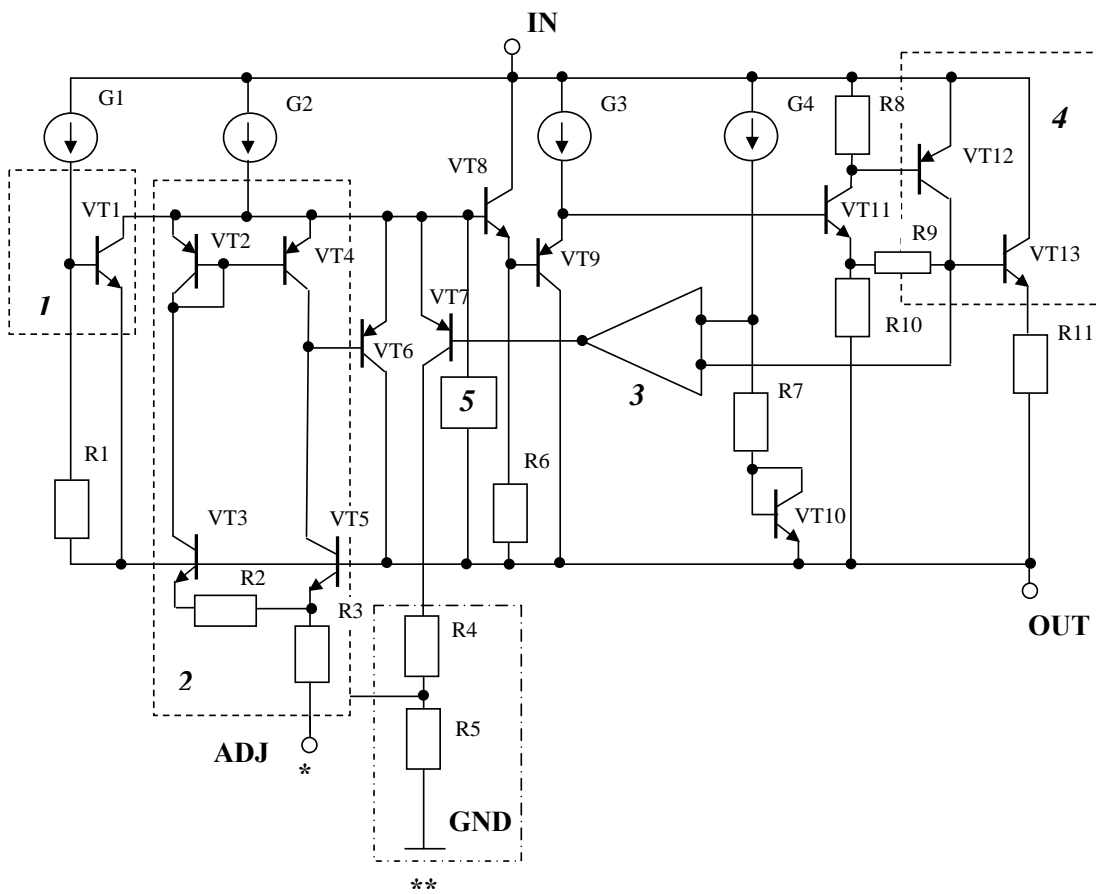 IN
4
G1
G2
G3
G4
R8
VT8
VT12
VT1
VT2
VT4
VT11
VT9
R9
VT13
1
VT7
VT6
R10
R11
5
3
R7
R1
R6
VT10
VT3
VT5
R2
R3
R4
OUT
2
R5
ADJ
*
GND
**